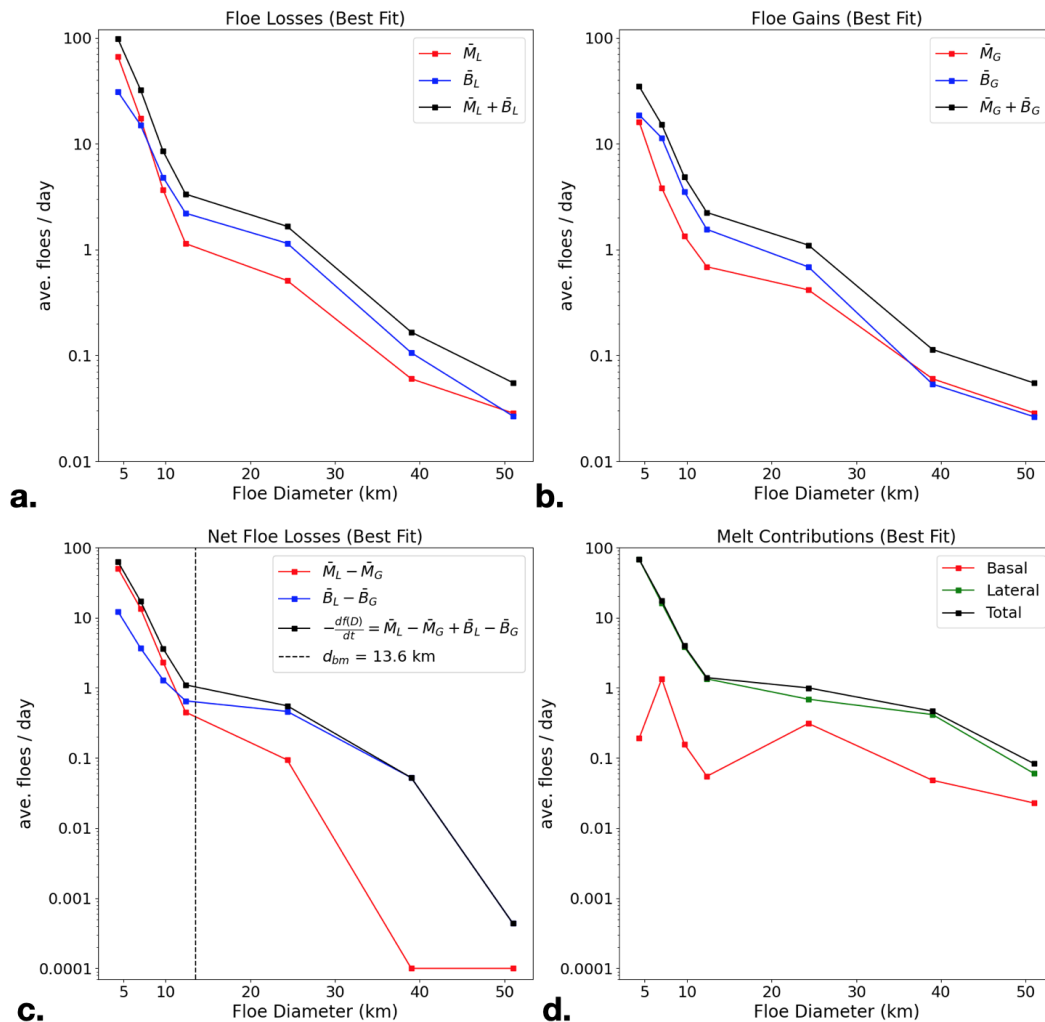 Floe Losses (Best Fit)
100
10
1
0.1
0.01
ave. floes / day
M̄_L
B̄_L
M̄_L + B̄_L
5 10 20 30 40 50
Floe Diameter (km)
a.
Floe Gains (Best Fit)
100
10
1
0.1
0.01
ave. floes / day
M̄_G
B̄_G
M̄_G + B̄_G
5 10 20 30 40 50
Floe Diameter (km)
b.
Net Floe Losses (Best Fit)
100
10
1
0.1
0.01
0.001
0.0001
ave. floes / day
M̄_L − M̄_G
B̄_L − B̄_G
−df(D)/dt = M̄_L − M̄_G + B̄_L − B̄_G
d_bm = 13.6 km
5 10 20 30 40 50
Floe Diameter (km)
c.
Melt Contributions (Best Fit)
100
10
1
0.1
0.01
0.001
0.0001
ave. floes / day
Basal
Lateral
Total
5 10 20 30 40 50
Floe Diameter (km)
d.